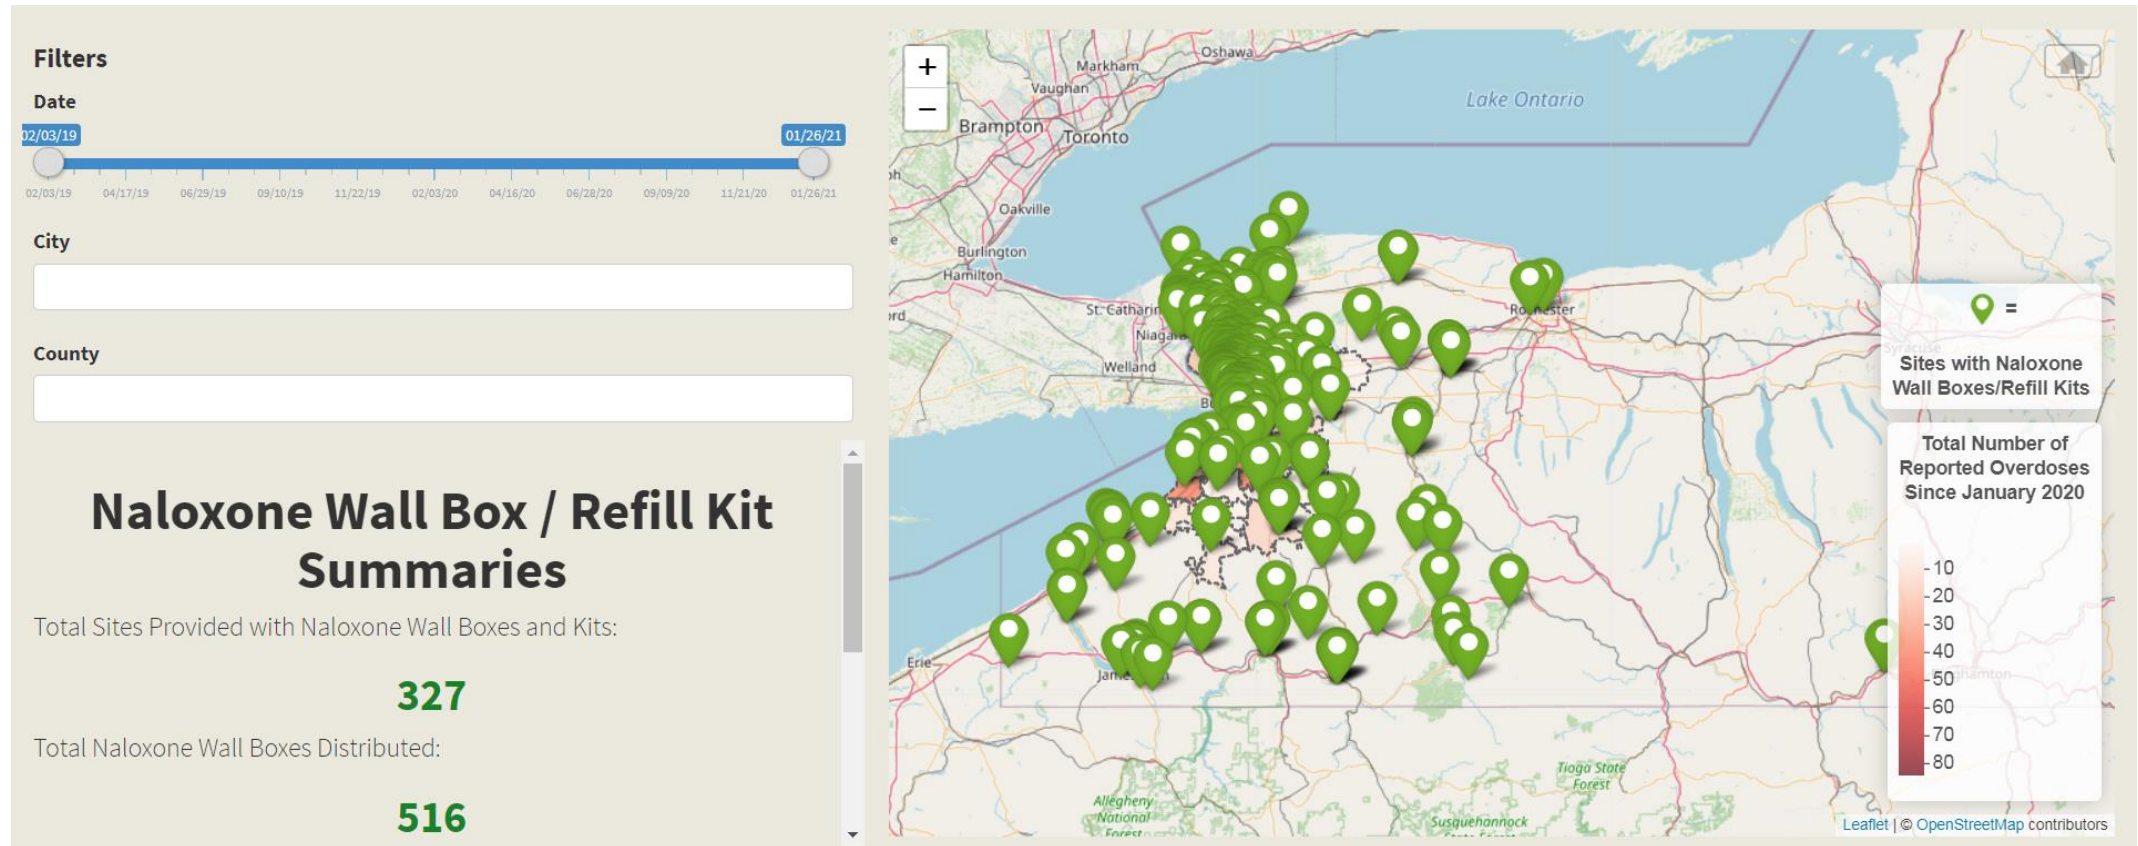 Filters
Date
02/03/19
01/26/21
02/03/19 04/17/19 06/29/19 09/10/19 11/22/19 02/03/20 04/16/20 06/28/20 09/09/20 11/21/20 01/26/21
City
County
Naloxone Wall Box / Refill Kit
Summaries
Total Sites Provided with Naloxone Wall Boxes and Kits:
327
Total Naloxone Wall Boxes Distributed:
516
+
−
Oshawa
Markham
Vaughan
Lake Ontario
Brampton
Toronto
Oakville
Burlington
Hamilton
St. Catharin
Niaga
Welland
Erie
Allegheny
National
Forest
Tioga State
Forest
Susquehannock
=
Sites with Naloxone
Wall Boxes/Refill Kits
Total Number of
Reported Overdoses
Since January 2020
10
20
30
40
50
60
70
80
Leaflet | © OpenStreetMap contributors